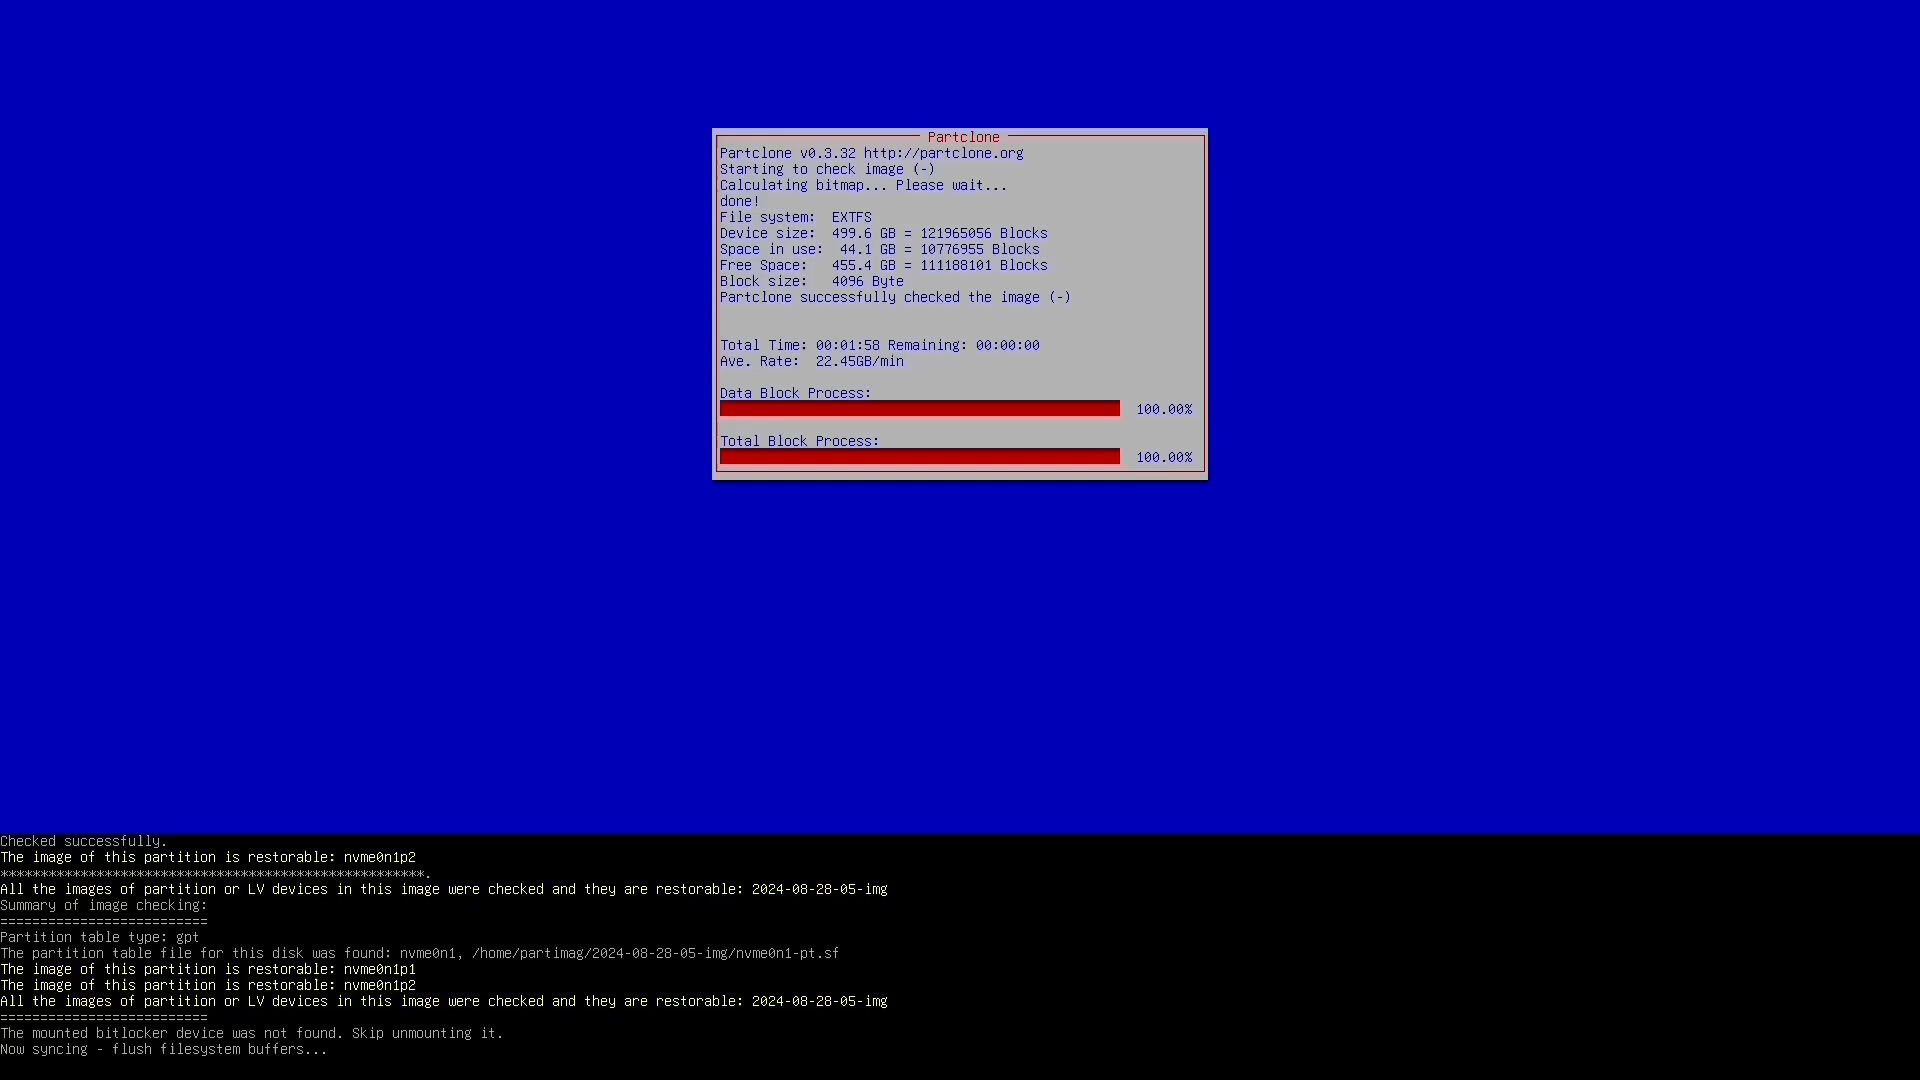 Partclone
Partclone v0.3.32 http://partclone.org
Starting to check image (-)
Calculating bitmap... Please wait...
done!
File system:  EXTFS
Device size:  499.6 GB = 121965056 Blocks
Space in use:  44.1 GB = 10776955 Blocks
Free Space:   455.4 GB = 111188101 Blocks
Block size:   4096 Byte
Partclone successfully checked the image (-)
Total Time: 00:01:58 Remaining: 00:00:00
Ave. Rate:  22.45GB/min
Data Block Process:
100.00%
Total Block Process:
100.00%
Checked successfully.
The image of this partition is restorable: nvme0n1p2
*****************************************************.
All the images of partition or LV devices in this image were checked and they are restorable: 2024-08-28-05-img
Summary of image checking:
==========================
Partition table type: gpt
The partition table file for this disk was found: nvme0n1, /home/partimag/2024-08-28-05-img/nvme0n1-pt.sf
The image of this partition is restorable: nvme0n1p1
The image of this partition is restorable: nvme0n1p2
All the images of partition or LV devices in this image were checked and they are restorable: 2024-08-28-05-img
==========================
The mounted bitlocker device was not found. Skip unmounting it.
Now syncing - flush filesystem buffers...